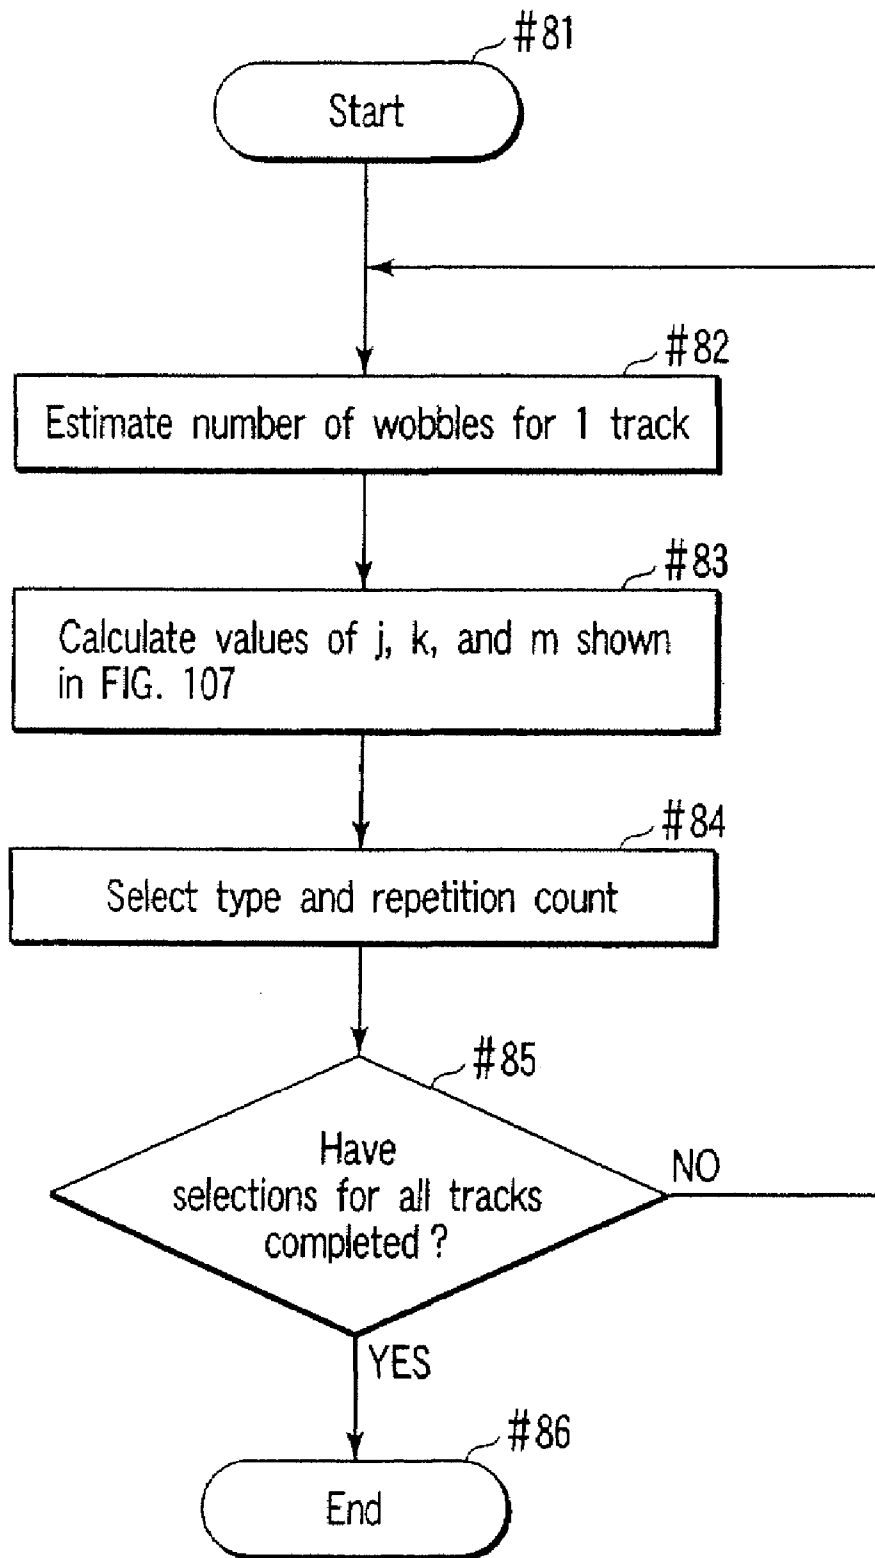 #81
Start
#82
Estimate number of wobbles for 1 track
#83
Calculate values of j, k, and m shown
in FIG. 107
#84
Select type and repetition count
#85
Have
selections for all tracks
completed ?
NO
YES
#86
End